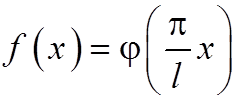 f(x) = φ(π/l x)